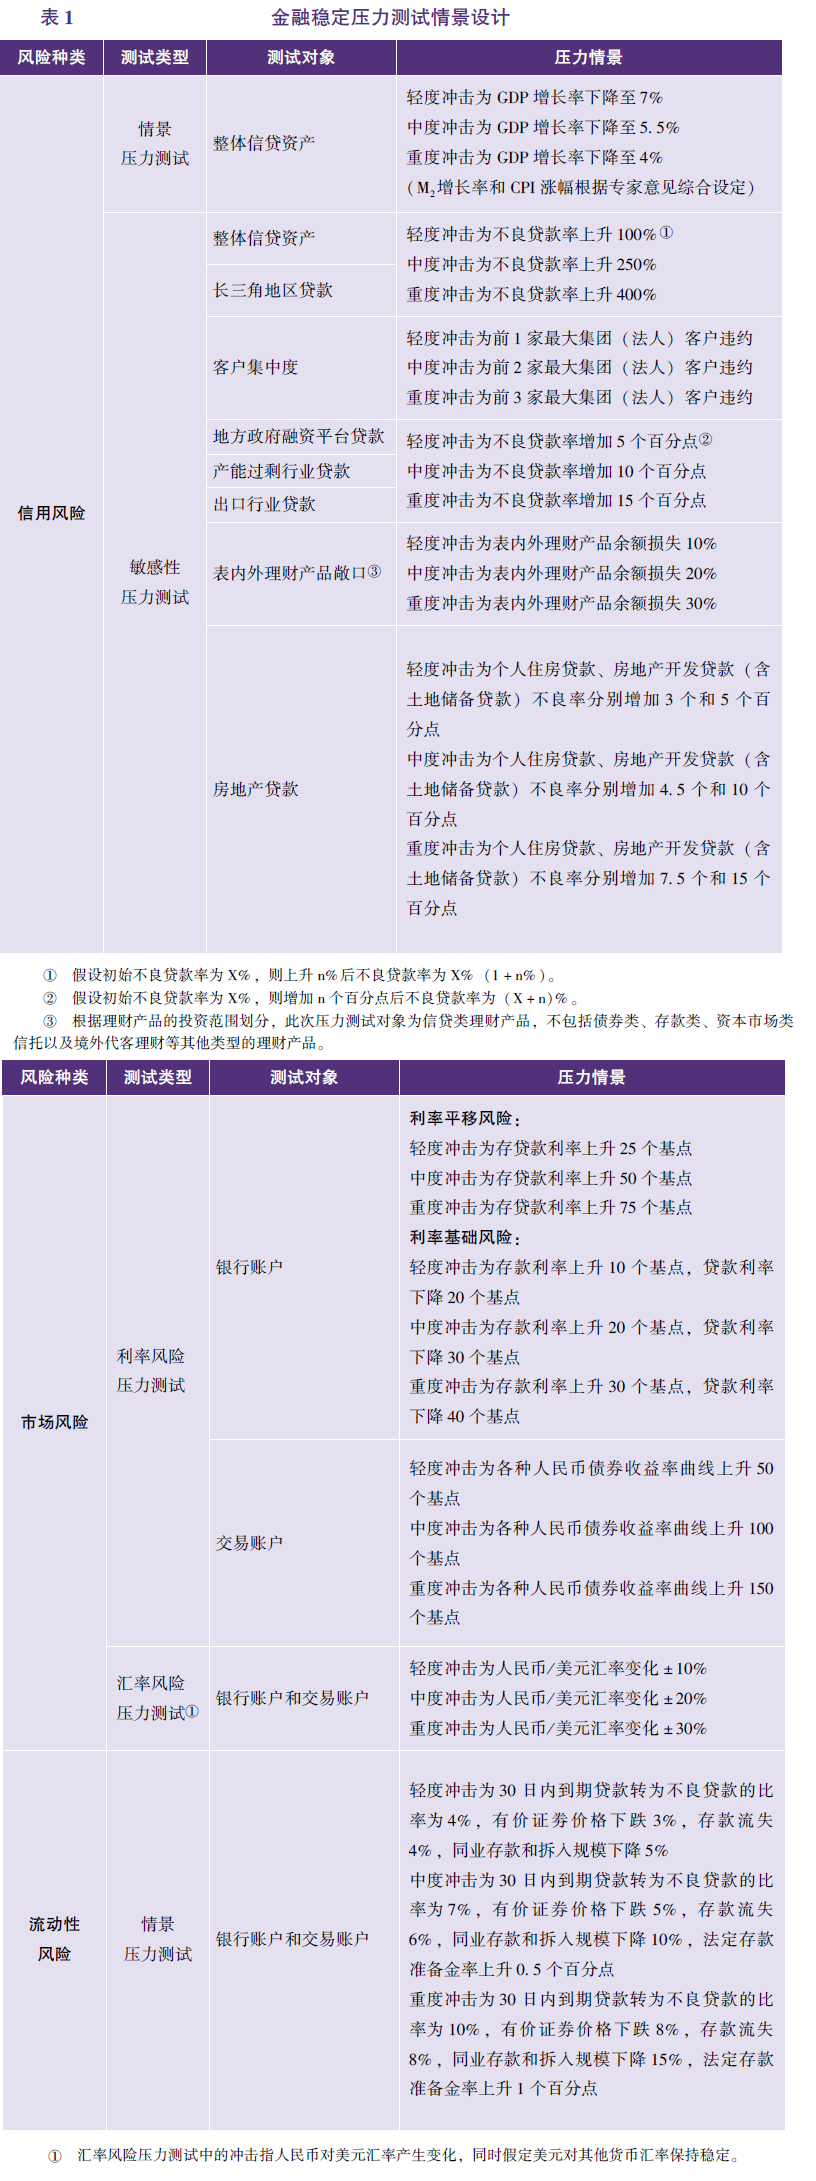 表 1 金融稳定压力测试情景设计
风险种类 测试类型 测试对象 压力情景
信用风险
情景
压力测试
整体信贷资产
轻度冲击为 GDP 增长率下降至 7%
中度冲击为 GDP 增长率下降至 5.5%
重度冲击为 GDP 增长率下降至 4%
(M₂增长率和 CPI 涨幅根据专家意见综合设定)
敏感性
压力测试
整体信贷资产
长三角地区贷款
轻度冲击为不良贷款率上升 100%①
中度冲击为不良贷款率上升 250%
重度冲击为不良贷款率上升 400%
客户集中度
轻度冲击为前 1 家最大集团(法人)客户违约
中度冲击为前 2 家最大集团(法人)客户违约
重度冲击为前 3 家最大集团(法人)客户违约
地方政府融资平台贷款
产能过剩行业贷款
出口行业贷款
轻度冲击为不良贷款率增加 5 个百分点②
中度冲击为不良贷款率增加 10 个百分点
重度冲击为不良贷款率增加 15 个百分点
表内外理财产品敞口③
轻度冲击为表内外理财产品余额损失 10%
中度冲击为表内外理财产品余额损失 20%
重度冲击为表内外理财产品余额损失 30%
房地产贷款
轻度冲击为个人住房贷款、房地产开发贷款(含
土地储备贷款)不良率分别增加 3 个和 5 个百
分点
中度冲击为个人住房贷款、房地产开发贷款(含
土地储备贷款)不良率分别增加 4.5 个和 10 个
百分点
重度冲击为个人住房贷款、房地产开发贷款(含
土地储备贷款)不良率分别增加 7.5 个和 15 个
百分点
① 假设初始不良贷款率为 X%,则上升 n% 后不良贷款率为 X% (1+n%)。
② 假设初始不良贷款率为 X%,则增加 n 个百分点后不良贷款率为 (X+n)%。
③ 根据理财产品的投资范围划分,此次压力测试对象为信贷类理财产品,不包括债券类、存款类、资本市场类
信托以及境外代客理财等其他类型的理财产品。
风险种类 测试类型 测试对象 压力情景
市场风险
利率风险
压力测试
银行账户
利率平移风险:
轻度冲击为存贷款利率上升 25 个基点
中度冲击为存贷款利率上升 50 个基点
重度冲击为存贷款利率上升 75 个基点
利率基础风险:
轻度冲击为存款利率上升 10 个基点,贷款利率
下降 20 个基点
中度冲击为存款利率上升 20 个基点,贷款利率
下降 30 个基点
重度冲击为存款利率上升 30 个基点,贷款利率
下降 40 个基点
交易账户
轻度冲击为各种人民币债券收益率曲线上升 50
个基点
中度冲击为各种人民币债券收益率曲线上升 100
个基点
重度冲击为各种人民币债券收益率曲线上升 150
个基点
汇率风险
压力测试①
银行账户和交易账户
轻度冲击为人民币/美元汇率变化 ±10%
中度冲击为人民币/美元汇率变化 ±20%
重度冲击为人民币/美元汇率变化 ±30%
流动性
风险
情景
压力测试
银行账户和交易账户
轻度冲击为 30 日内到期贷款转为不良贷款的比
率为 4%,有价证券价格下跌 3%,存款流失
4%,同业存款和拆入规模下降 5%
中度冲击为 30 日内到期贷款转为不良贷款的比
率为 7%,有价证券价格下跌 5%,存款流失
6%,同业存款和拆入规模下降 10%,法定存款
准备金率上升 0.5 个百分点
重度冲击为 30 日内到期贷款转为不良贷款的比
率为 10%,有价证券价格下跌 8%,存款流失
8%,同业存款和拆入规模下降 15%,法定存款
准备金率上升 1 个百分点
① 汇率风险压力测试中的冲击指人民币对美元汇率产生变化,同时假定美元对其他货币汇率保持稳定。